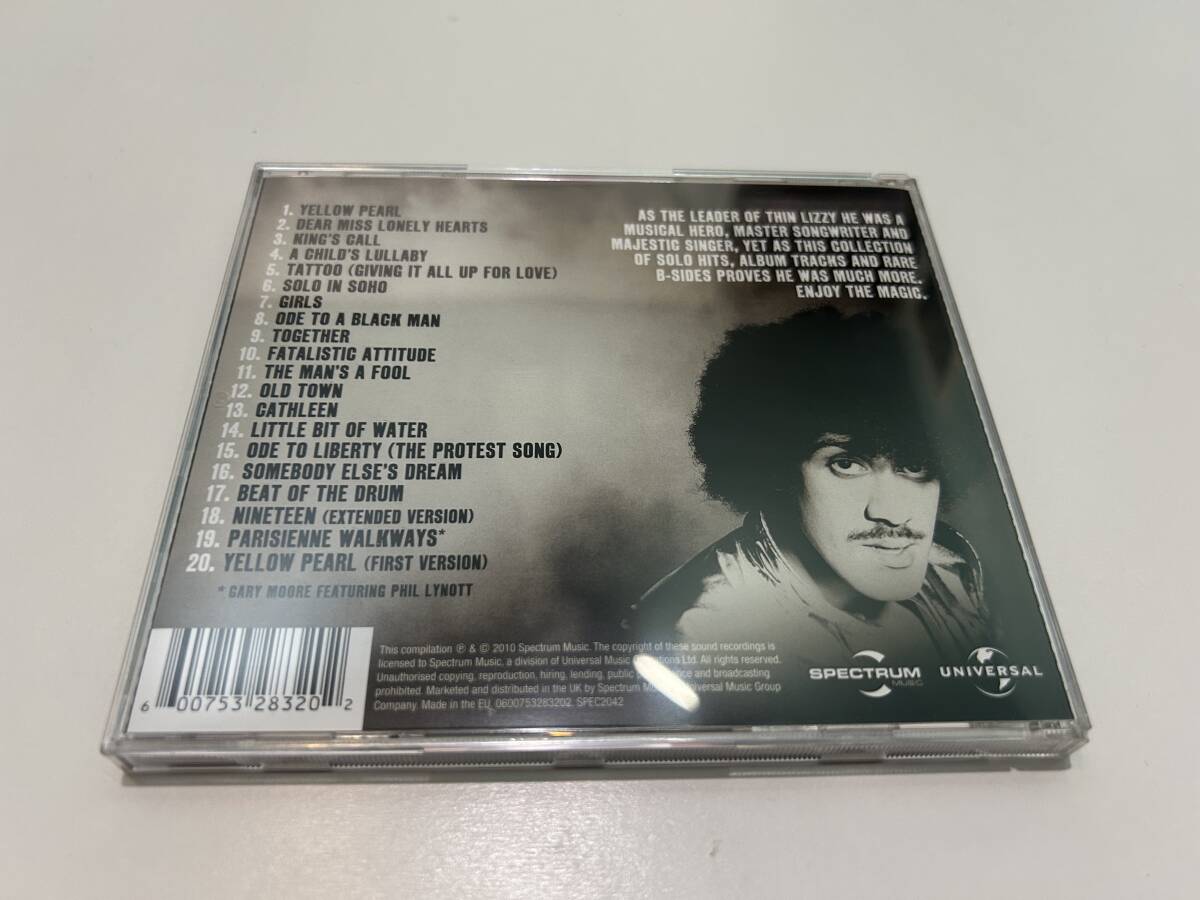 1. YELLOW PEARL
2. DEAR MISS LONELY HEARTS
3. KING'S CALL
4. A CHILD'S LULLABY
5. TATTOO (GIVING IT ALL UP FOR LOVE)
6. SOLO IN SOHO
7. GIRLS
8. ODE TO A BLACK MAN
9. TOGETHER
10. FATALISTIC ATTITUDE
11. THE MAN'S A FOOL
12. OLD TOWN
13. CATHLEEN
14. LITTLE BIT OF WATER
15. ODE TO LIBERTY (THE PROTEST SONG)
16. SOMEBODY ELSE'S DREAM
17. BEAT OF THE DRUM
18. NINETEEN (EXTENDED VERSION)
19. PARISIENNE WALKWAYS*
20. YELLOW PEARL (FIRST VERSION)
* GARY MOORE FEATURING PHIL LYNOTT
AS THE LEADER OF THIN LIZZY HE WAS A
MUSICAL HERO, MASTER SONGWRITER AND
MAJESTIC SINGER, YET AS THIS COLLECTION
OF SOLO HITS, ALBUM TRACKS AND RARE
B-SIDES PROVES HE WAS MUCH MORE.
ENJOY THE MAGIC.
6 00753 28320 2
This compilation ℗ & © 2010 Spectrum Music. The copyright of these sound recordings is
licensed to Spectrum Music, a division of Universal Music Ltd. All rights reserved.
Unauthorised copying, reproduction, hiring, lending, public and broadcasting
prohibited. Marketed and distributed in the UK by Spectrum Universal Music Group
Company. Made in the EU. 0600753283202. SPEC2042
SPECTRUM
MUSIC
UNIVERSAL